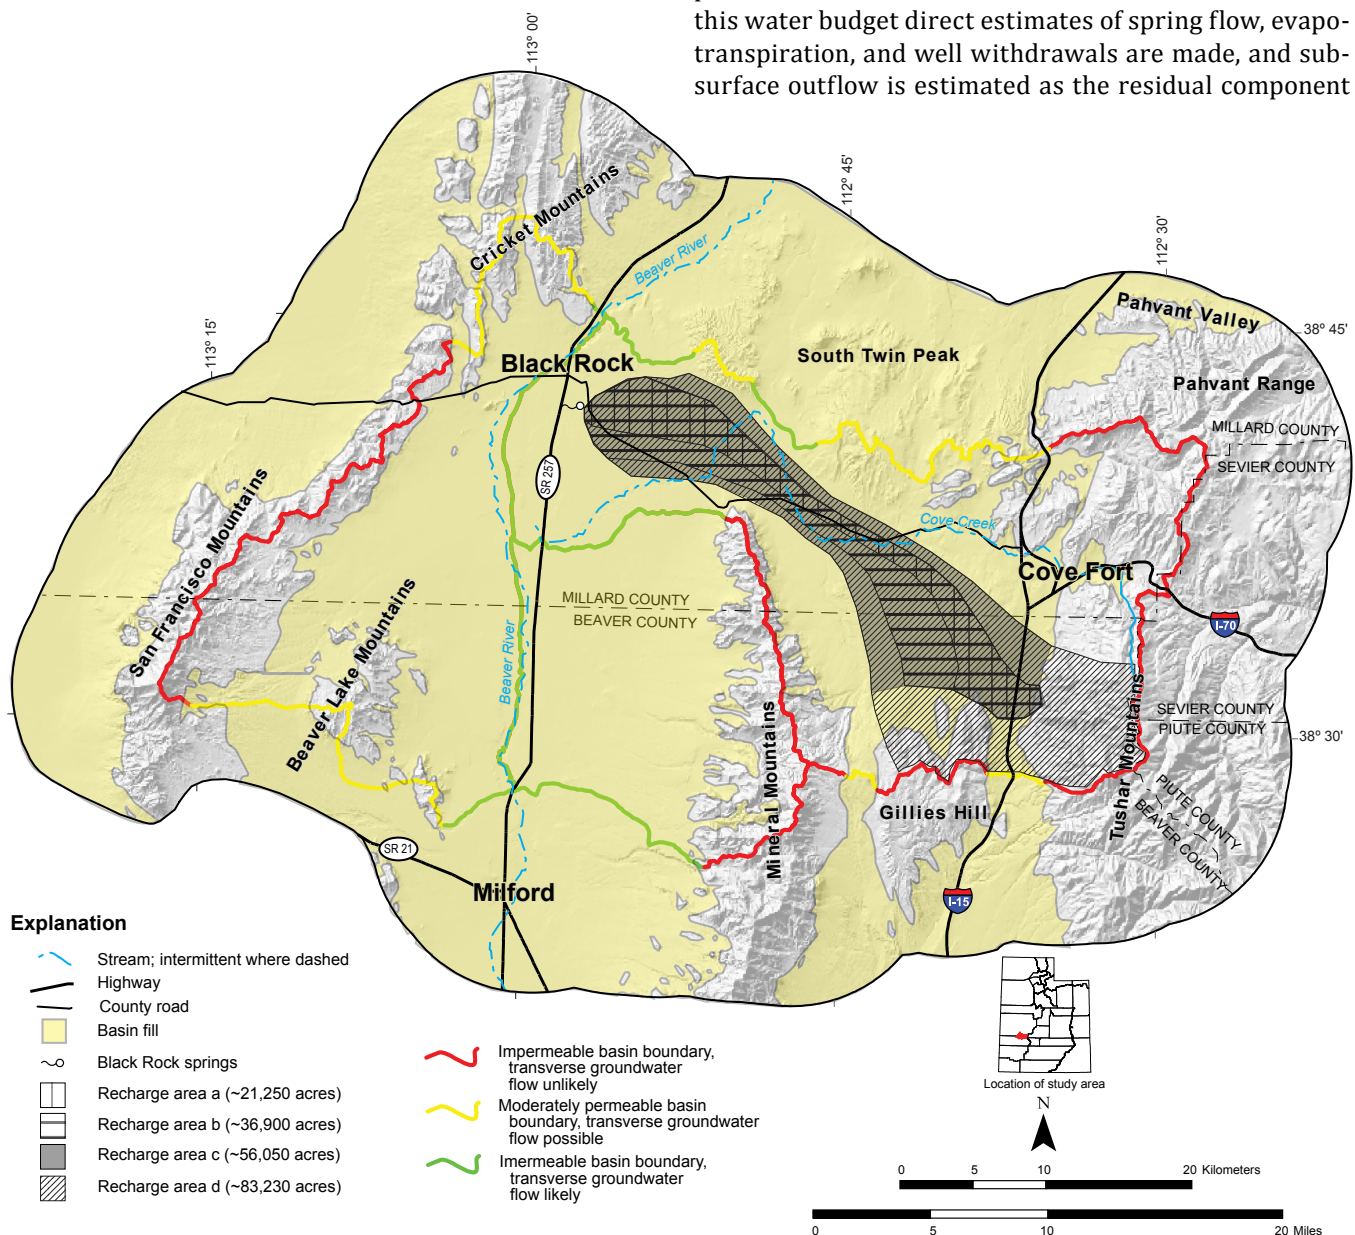 this water budget direct estimates of spring flow, evapo-
transpiration, and well withdrawals are made, and sub-
surface outflow is estimated as the residual component
113° 00'
112° 45'
112° 30'
113° 15'
38° 45'
38° 30'
Cricket Mountains
Beaver River
Pahvant Valley
South Twin Peak
Pahvant Range
Black Rock
MILLARD COUNTY
SEVIER COUNTY
SR 257
San Francisco Mountains
Cove Creek
Cove Fort
I-70
MILLARD COUNTY
BEAVER COUNTY
Beaver Lake Mountains
Beaver River
Mineral Mountains
Tushar Mountains
SEVIER COUNTY
PIUTE COUNTY
PIUTE COUNTY
BEAVER COUNTY
Gillies Hill
SR 21
Milford
I-15
Explanation
Stream; intermittent where dashed
Highway
County road
Basin fill
Black Rock springs
Recharge area a (~21,250 acres)
Recharge area b (~36,900 acres)
Recharge area c (~56,050 acres)
Recharge area d (~83,230 acres)
Impermeable basin boundary,
transverse groundwater
flow unlikely
Moderately permeable basin
boundary, transverse groundwater
flow possible
Imermeable basin boundary,
transverse groundwater
flow likely
Location of study area
N
0 5 10 20 Kilometers
0 5 10 20 Miles